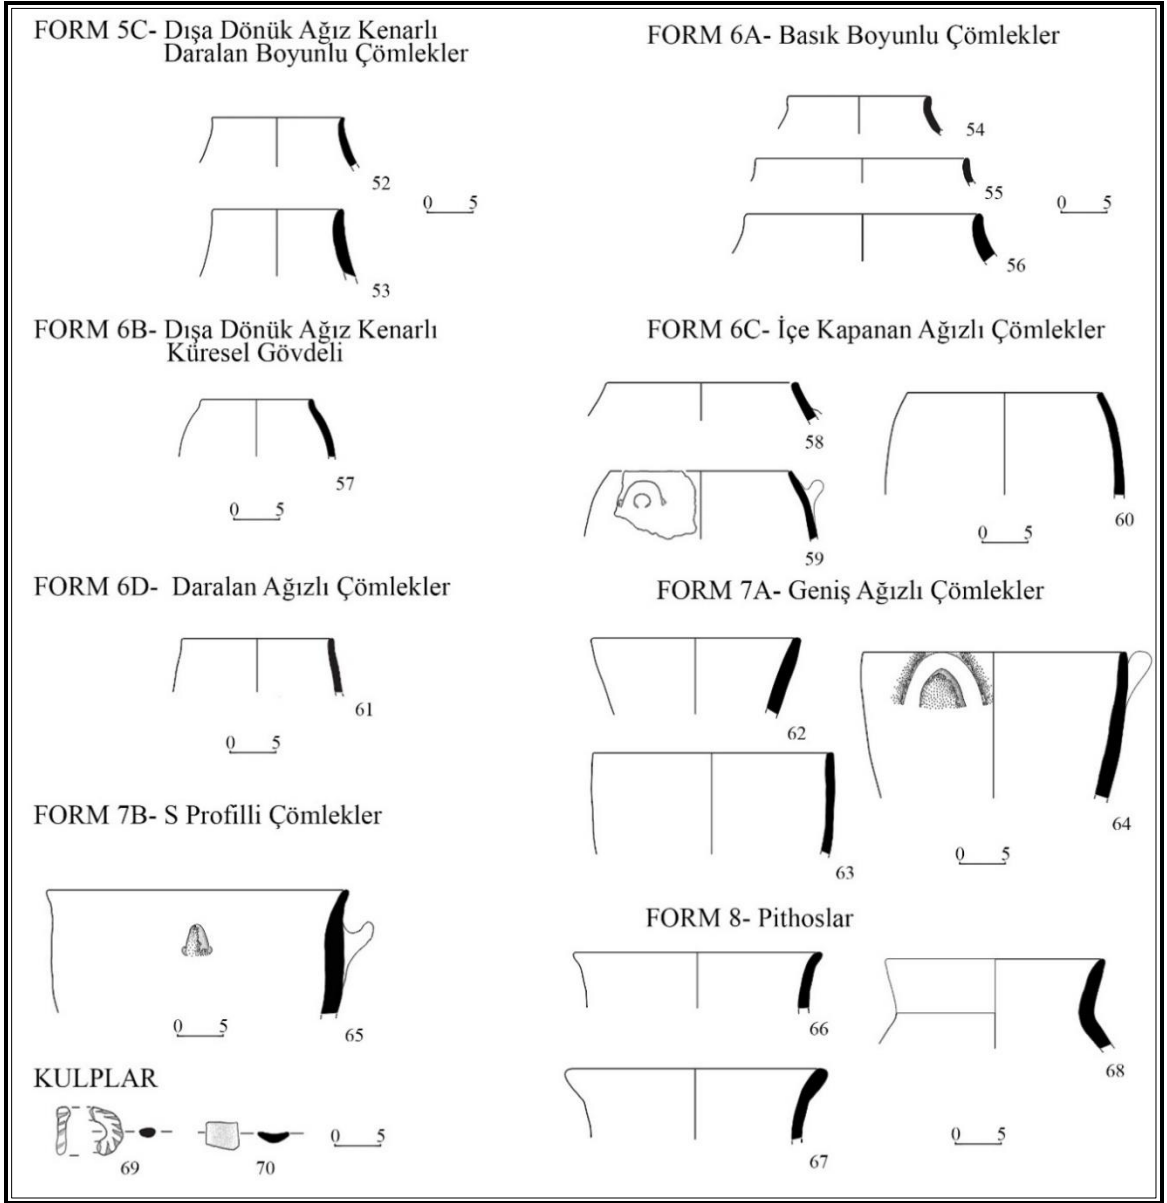 FORM 5C- Dışa Dönük Ağız Kenarlı
Daralan Boyunlu Çömlekler
52
53
0 5
FORM 6A- Basık Boyunlu Çömlekler
54
55
56
0 5
FORM 6B- Dışa Dönük Ağız Kenarlı
Küresel Gövdeli
57
0 5
FORM 6C- İçe Kapanan Ağızlı Çömlekler
58
59
60
0 5
FORM 6D- Daralan Ağızlı Çömlekler
61
0 5
FORM 7A- Geniş Ağızlı Çömlekler
62
63
64
0 5
FORM 7B- S Profilli Çömlekler
65
0 5
FORM 8- Pithoslar
66
67
68
0 5
KULPLAR
69
70
0 5